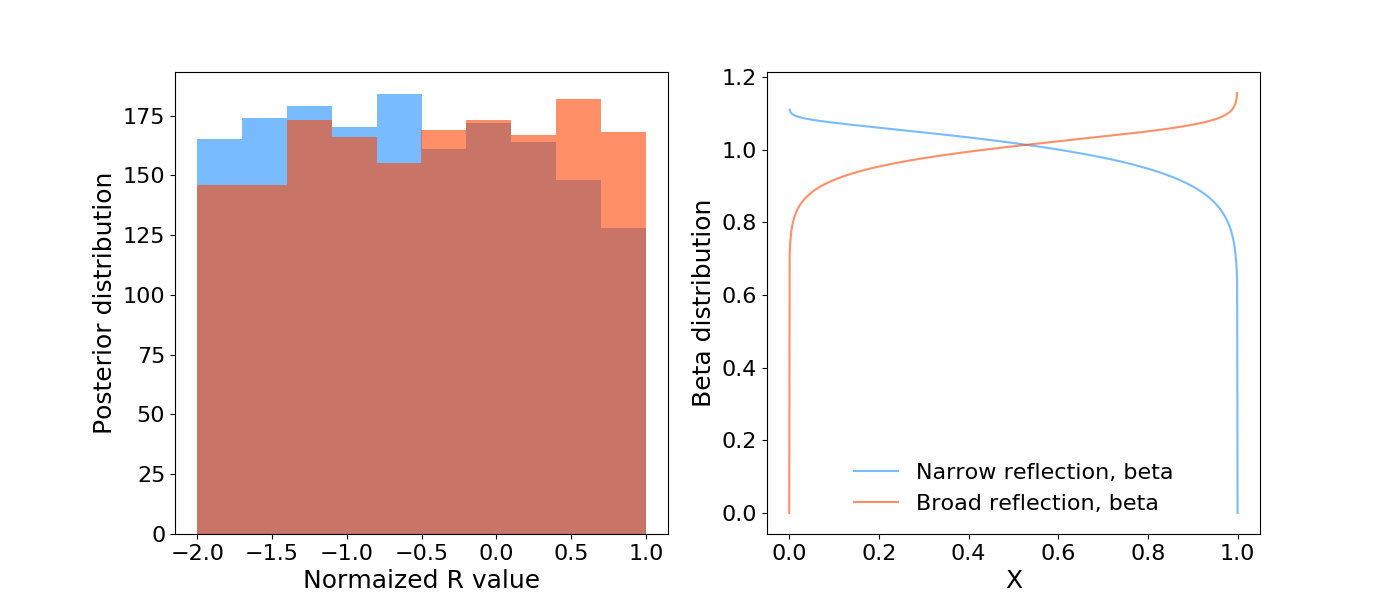 Posterior distribution
175
150
125
100
75
50
25
0
−2.0 −1.5 −1.0 −0.5 0.0 0.5 1.0
Normaized R value
Beta distribution
1.2
1.0
0.8
0.6
0.4
0.2
0.0
Narrow reflection, beta
Broad reflection, beta
0.0 0.2 0.4 0.6 0.8 1.0
X